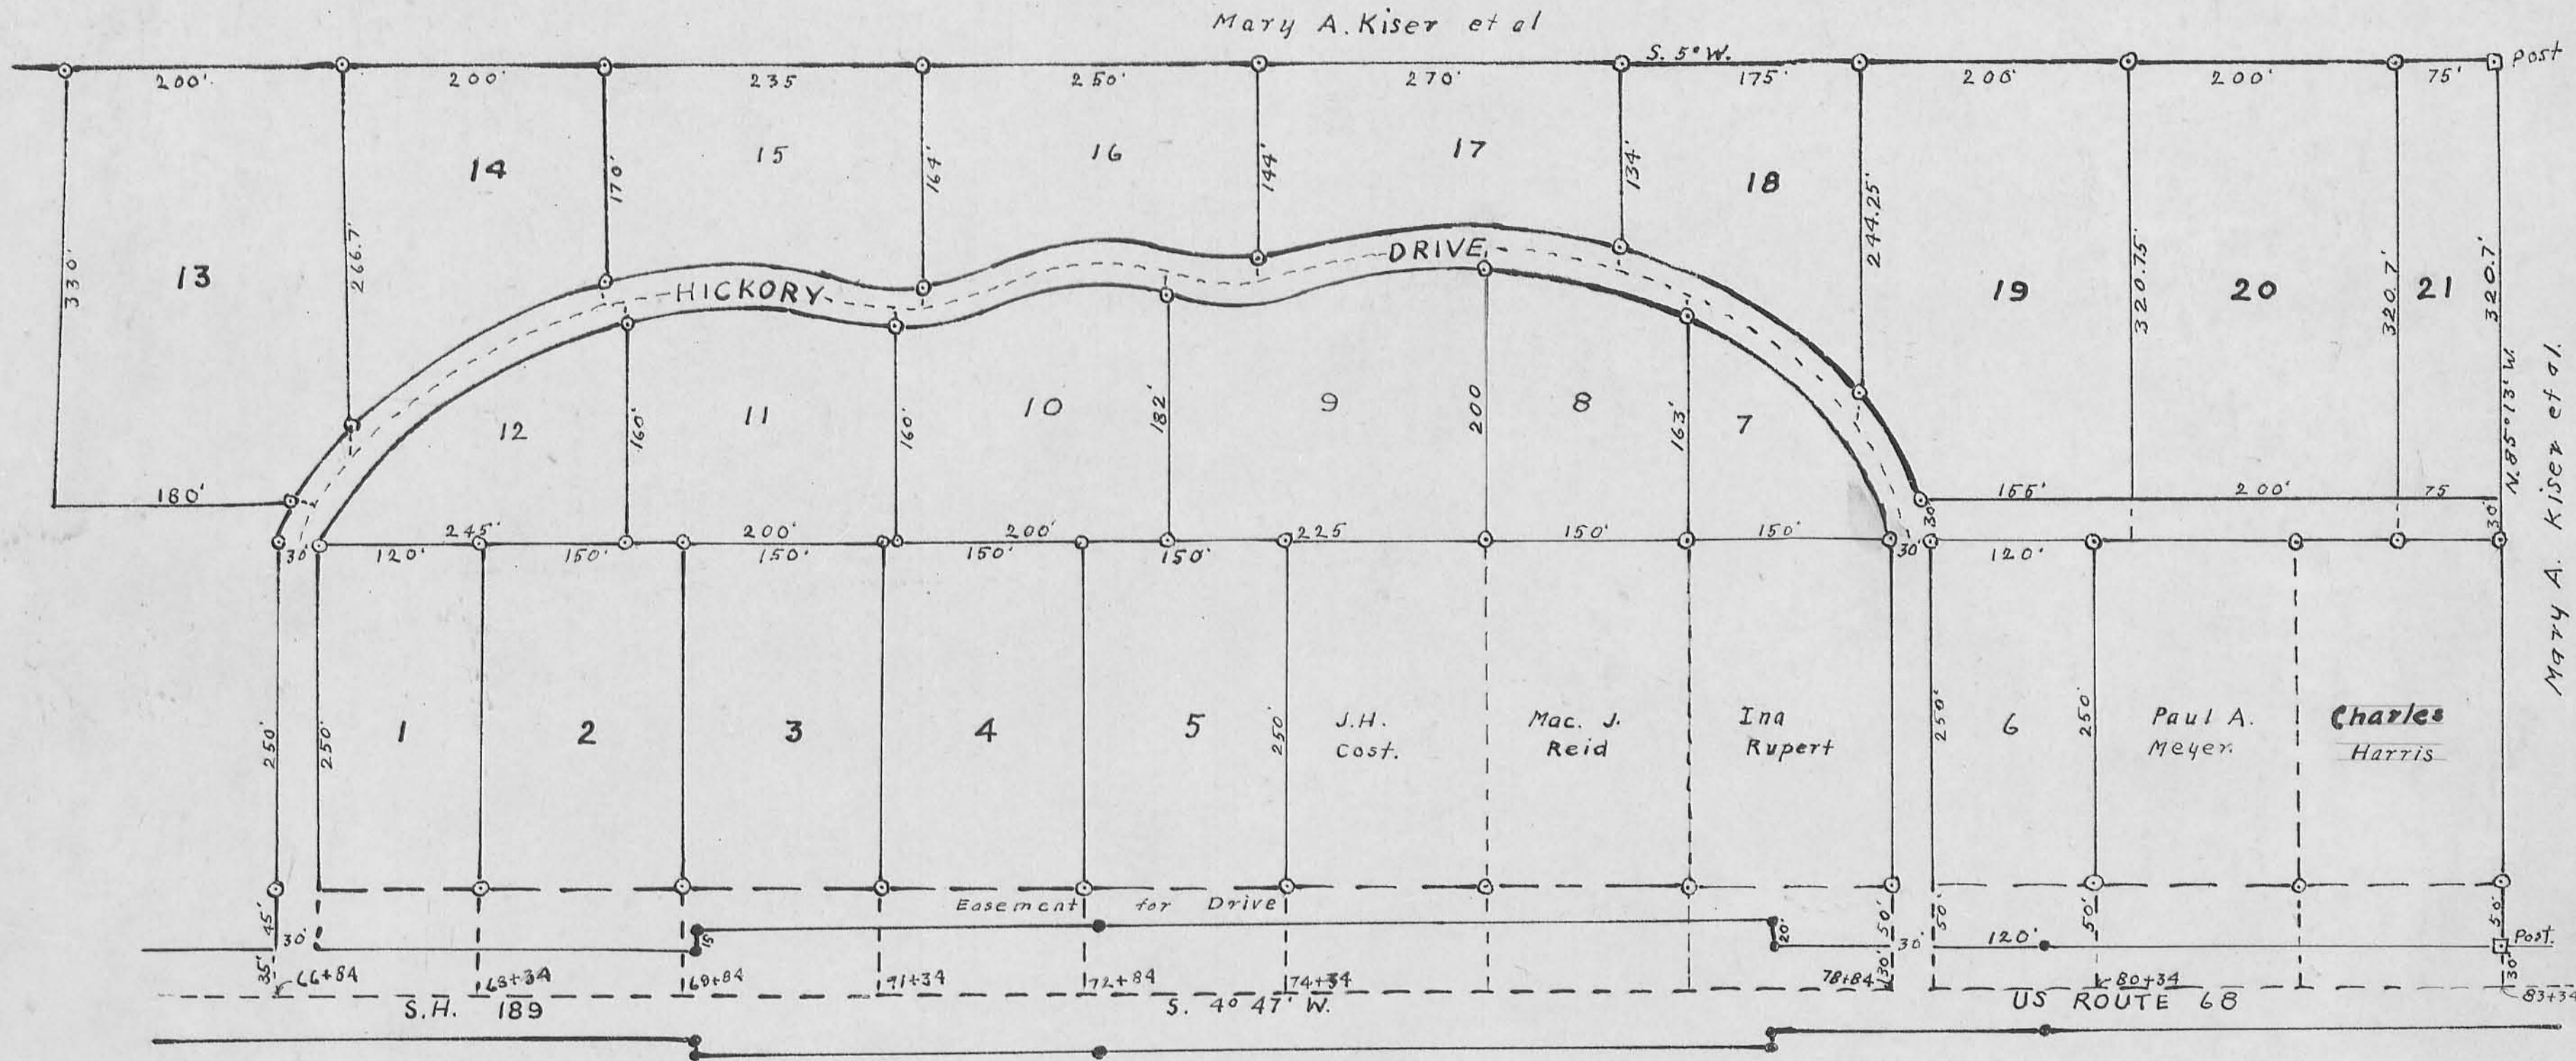 Mary A. Kiser et al
S. 5° W.
Post
200' 200' 235 250' 270' 175' 200' 200' 75'
14 15 16 17 18
170' 164' 144' 134' 244.25'
13 330' 266.7'
19 320.75' 20 320.7' 21 320.7'
HICKORY DRIVE
N. 85° 13' W.
Mary A. Kiser et al.
12 160' 11 160' 10 182' 9 200 8 163' 7
180' 30' 155' 200' 75 30'
245' 200' 200' 225 150' 150'
30' 120' 150' 150' 150' 150' 30' 120'
250' 250' 1 2 3 4 5 250' 250' 6 250'
J.H.
Cost.
Mac. J.
Reid
Ina
Rupert
Paul A.
Meyer.
Charles
Harris
Easement for Drive
45' 30' 15' 20' 50' 30' 50' 120' 50' 50' Post.
35' 66+84 68+34 69+84 71+34 72+84 74+34 78+84 30' 80+34 30' 83+34
S.H. 189 S. 4° 47' W. US ROUTE 68